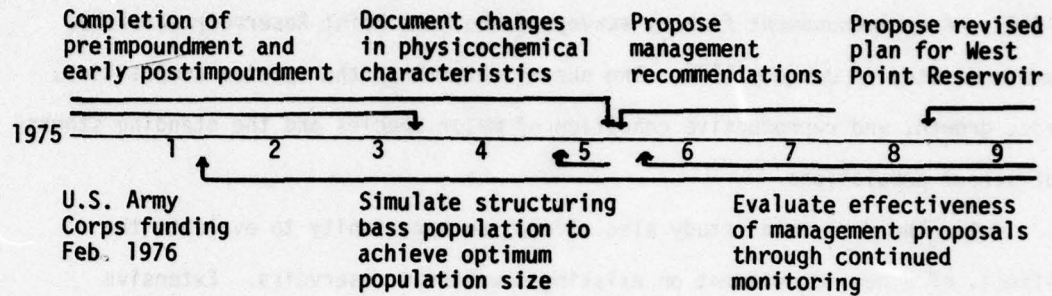 Completion of
preimpoundment and
early postimpoundment
Document changes
in physicochemical
characteristics
Propose
management
recommendations
Propose revised
plan for West
Point Reservoir
1975
1 2 3 4 5 6 7 8 9
U.S. Army
Corps funding
Feb. 1976
Simulate structuring
bass population to
achieve optimum
population size
Evaluate effectiveness
of management proposals
through continued
monitoring